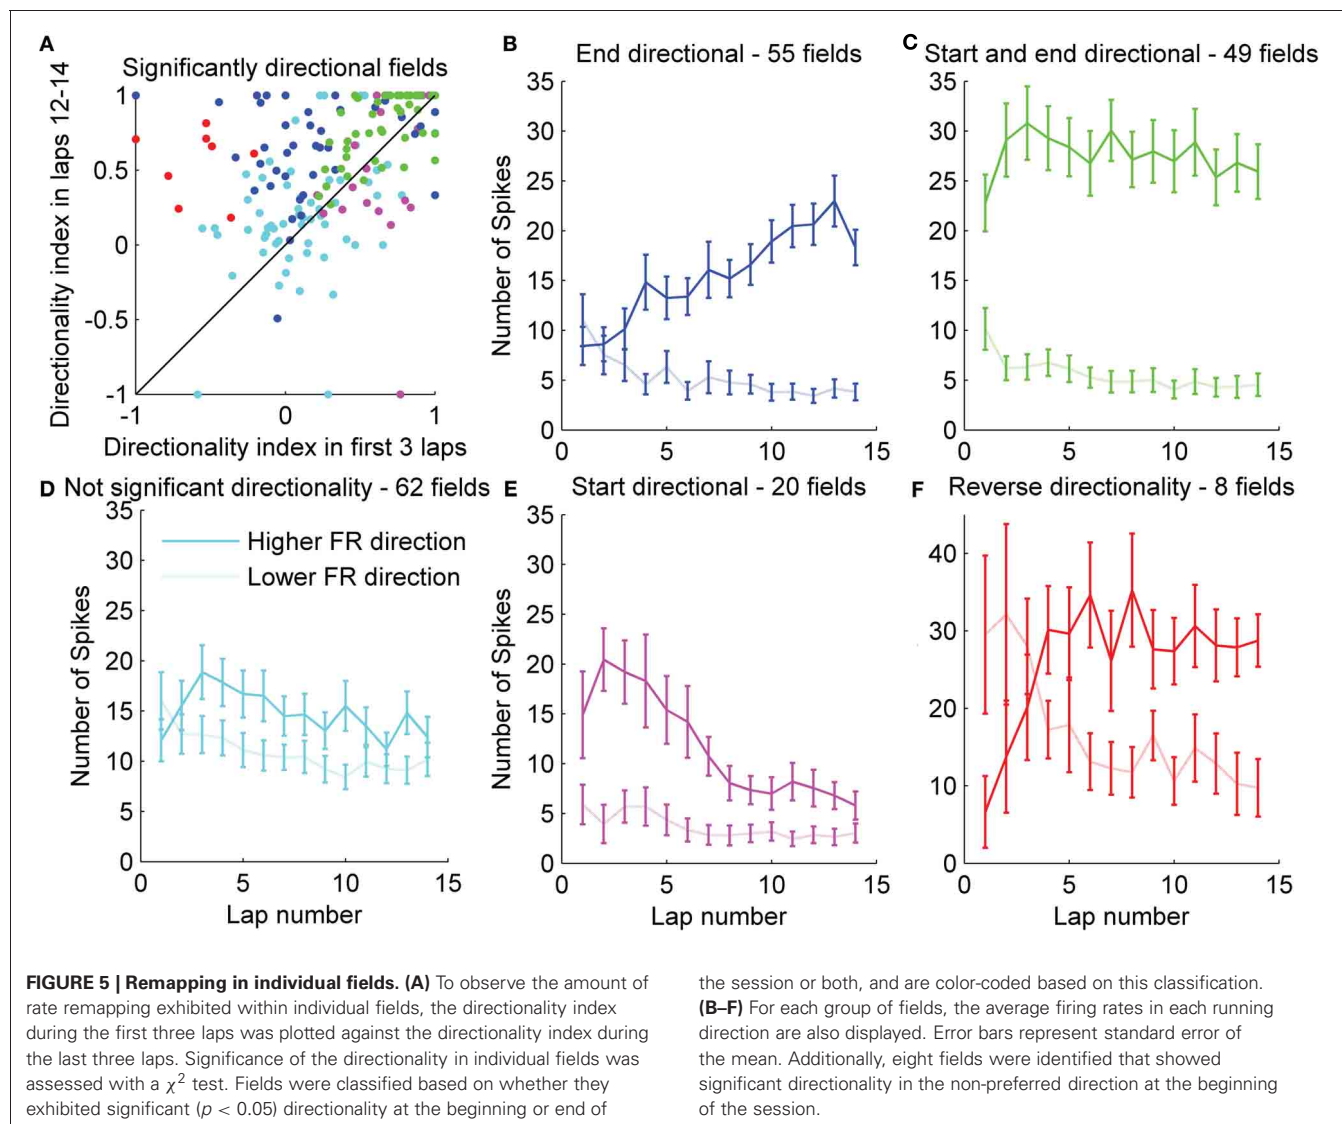 A
Significantly directional fields
Directionality index in laps 12-14
1
0.5
0
-0.5
-1
-1
0
1
Directionality index in first 3 laps
B
End directional - 55 fields
Number of Spikes
35
30
25
20
15
10
5
0
0
5
10
15
C
Start and end directional - 49 fields
35
30
25
20
15
10
5
0
0
5
10
15
D Not significant directionality - 62 fields
Number of Spikes
35
30
25
20
15
10
5
0
Higher FR direction
Lower FR direction
0
5
10
15
Lap number
E
Start directional - 20 fields
Number of Spikes
35
30
25
20
15
10
5
0
0
5
10
15
Lap number
F
Reverse directionality - 8 fields
40
30
20
10
0
0
5
10
15
Lap number
FIGURE 5 | Remapping in individual fields. (A) To observe the amount of
rate remapping exhibited within individual fields, the directionality index
during the first three laps was plotted against the directionality index during
the last three laps. Significance of the directionality in individual fields was
assessed with a χ² test. Fields were classified based on whether they
exhibited significant (p < 0.05) directionality at the beginning or end of
the session or both, and are color-coded based on this classification.
(B–F) For each group of fields, the average firing rates in each running
direction are also displayed. Error bars represent standard error of
the mean. Additionally, eight fields were identified that showed
significant directionality in the non-preferred direction at the beginning
of the session.